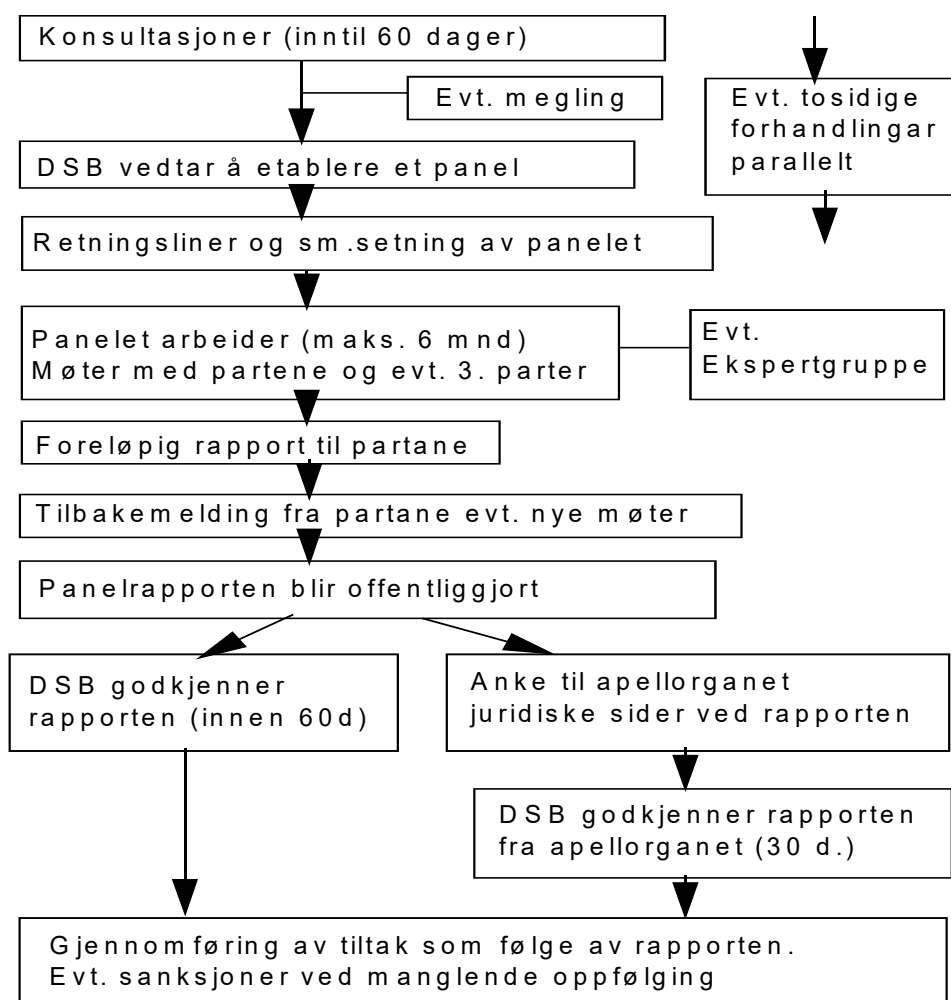 Konsultasjoner (inntil 60 dager)
Evt. megling
Evt. tosidige
forhandlingar
parallelt
DSB vedtar å etablere et panel
Retningsliner og sm.setning av panelet
Panelet arbeider (maks. 6 mnd)
Møter med partene og evt. 3. parter
Evt.
Ekspertgruppe
Foreløpig rapport til partane
Tilbakemelding fra partane evt. nye møter
Panelrapporten blir offentliggjort
DSB godkjenner
rapporten (innen 60d)
Anke til apellorganet
juridiske sider ved rapporten
DSB godkjenner rapporten
fra apellorganet (30 d.)
Gjennomføring av tiltak som følge av rapporten.
Evt. sanksjoner ved manglende oppfølging